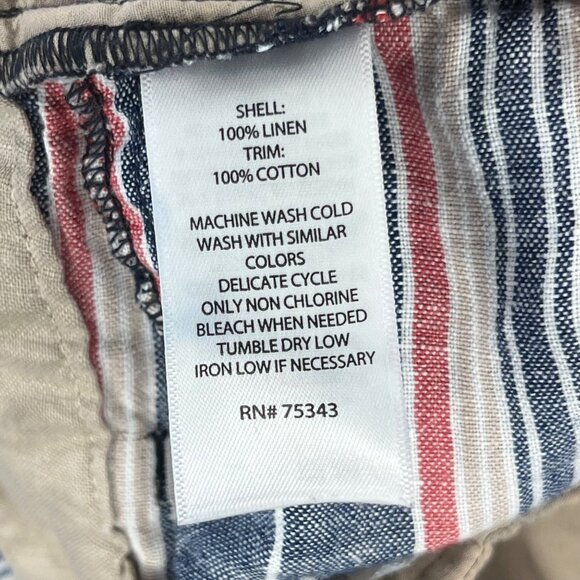 SHELL:
100% LINEN
TRIM:
100% COTTON
MACHINE WASH COLD
WASH WITH SIMILAR
COLORS
DELICATE CYCLE
ONLY NON CHLORINE
BLEACH WHEN NEEDED
TUMBLE DRY LOW
IRON LOW IF NECESSARY
RN# 75343